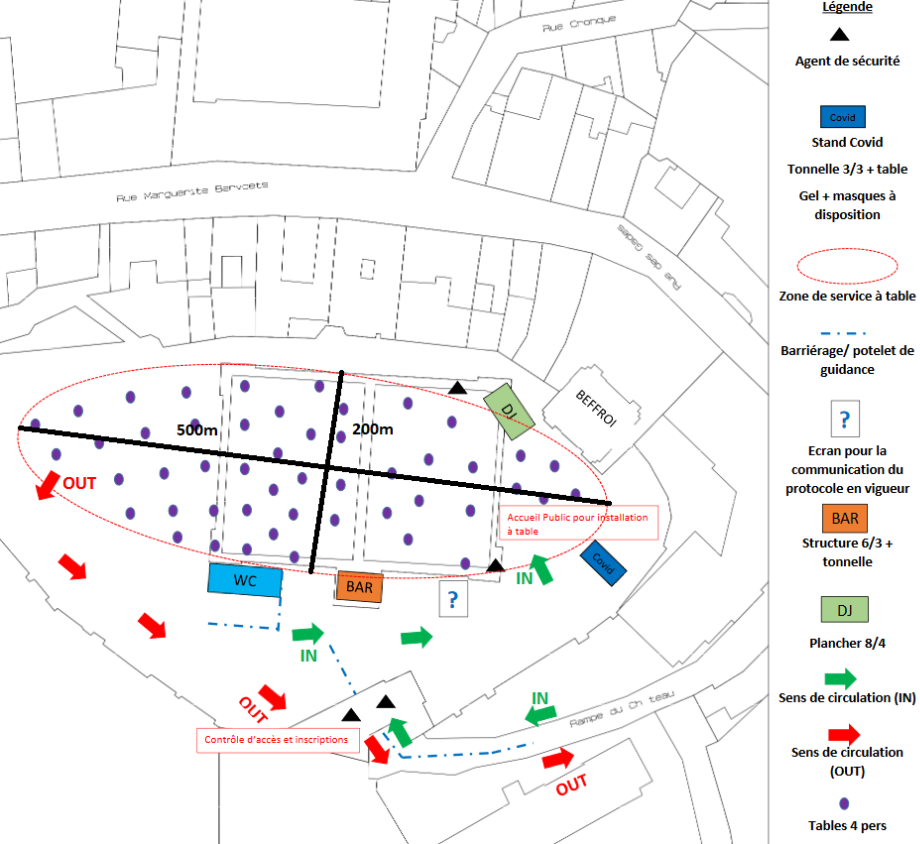 Rue Cronque
Rue Marguerite Bervoets
Rue des Gades
BEFFROI
DJ
500m
200m
OUT
Accueil Public pour installation
à table
Covid
IN
WC
BAR
?
IN
OUT
IN
Rampe du Ch teau
Contrôle d'accès et inscriptions
OUT
Légende
Agent de sécurité
Covid
Stand Covid
Tonnelle 3/3 + table
Gel + masques à
disposition
Zone de service à table
Barriérage/ potelet de
guidance
?
Ecran pour la
communication du
protocole en vigueur
BAR
Structure 6/3 +
tonnelle
DJ
Plancher 8/4
Sens de circulation (IN)
Sens de circulation
(OUT)
Tables 4 pers